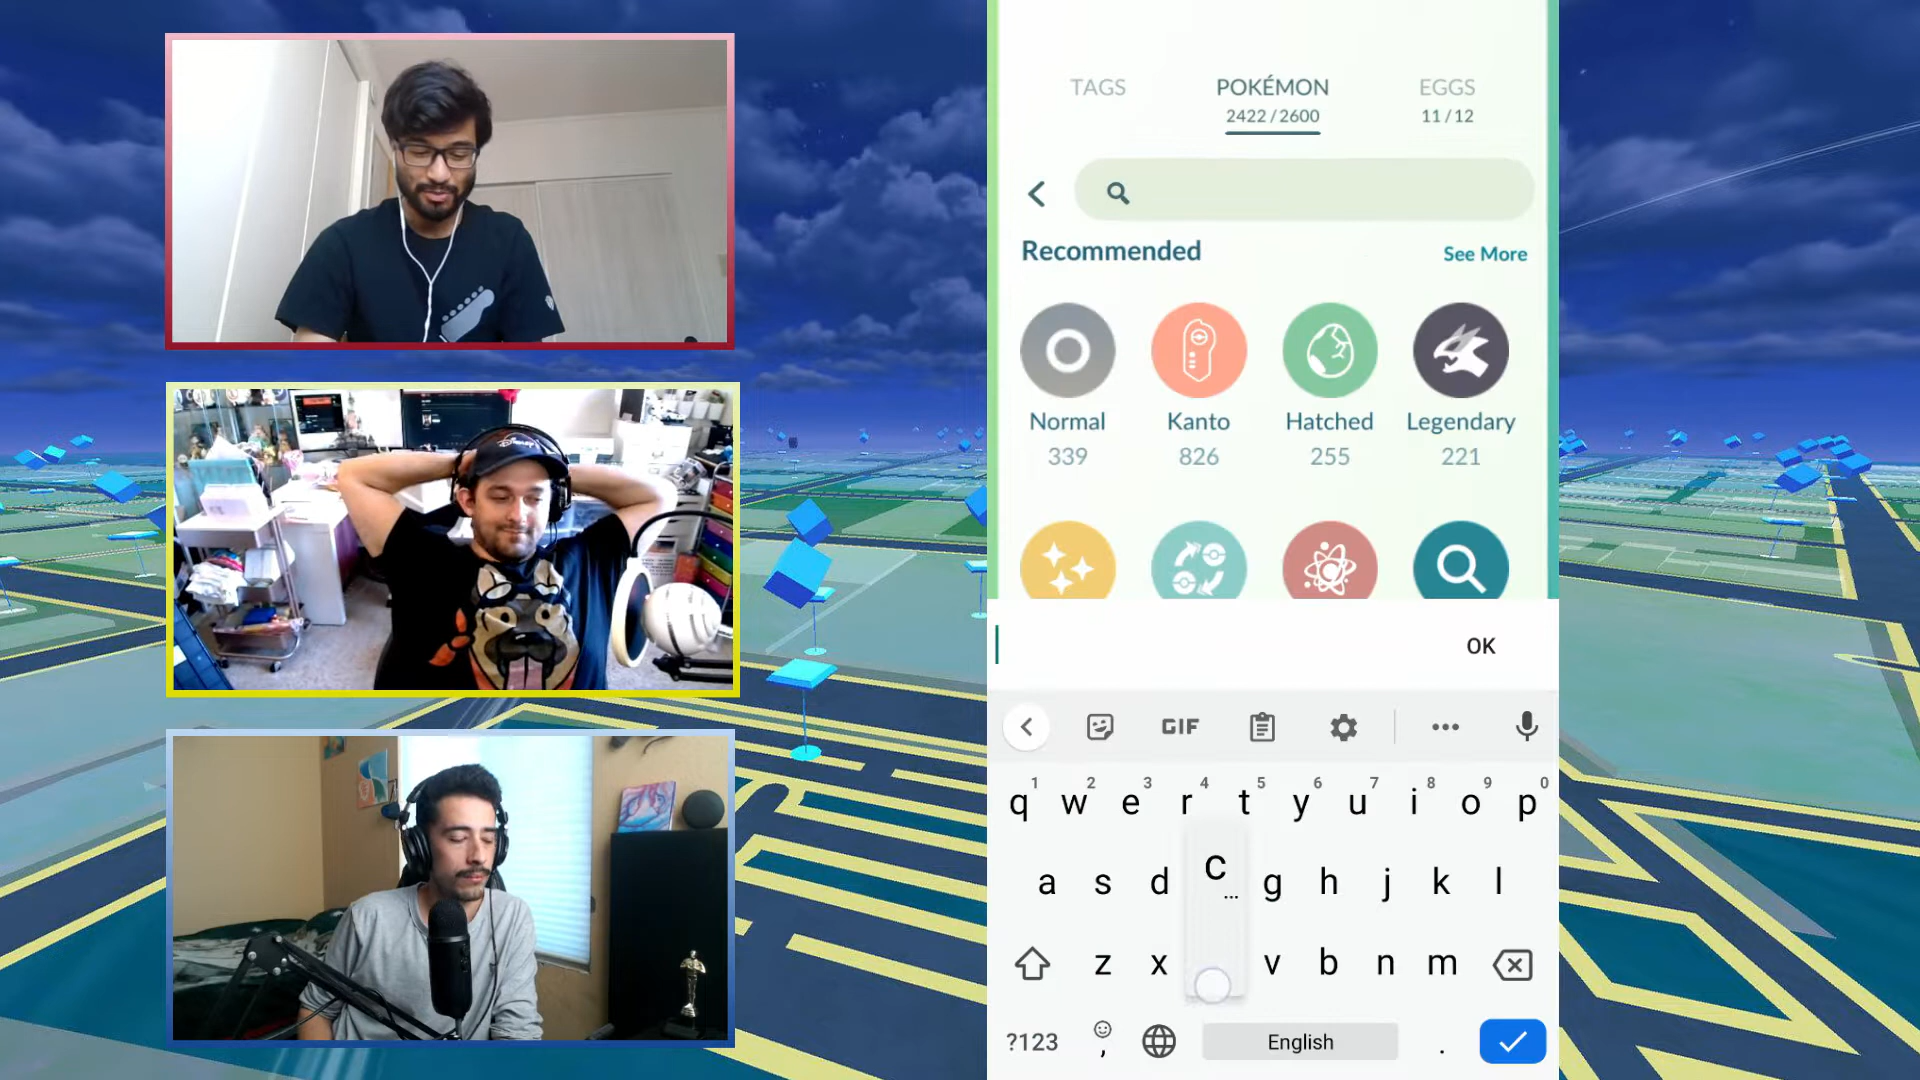 Disney
TAGS
POKÉMON
2422 / 2600
EGGS
11 / 12
Recommended
See More
Normal
Kanto
Hatched
Legendary
339
826
255
221
OK
GIF
1 2 3 4 5 6 7 8 9 0
q w e r t y u i o p
a s d c ... g h j k l
z x v b n m
?123 , English .